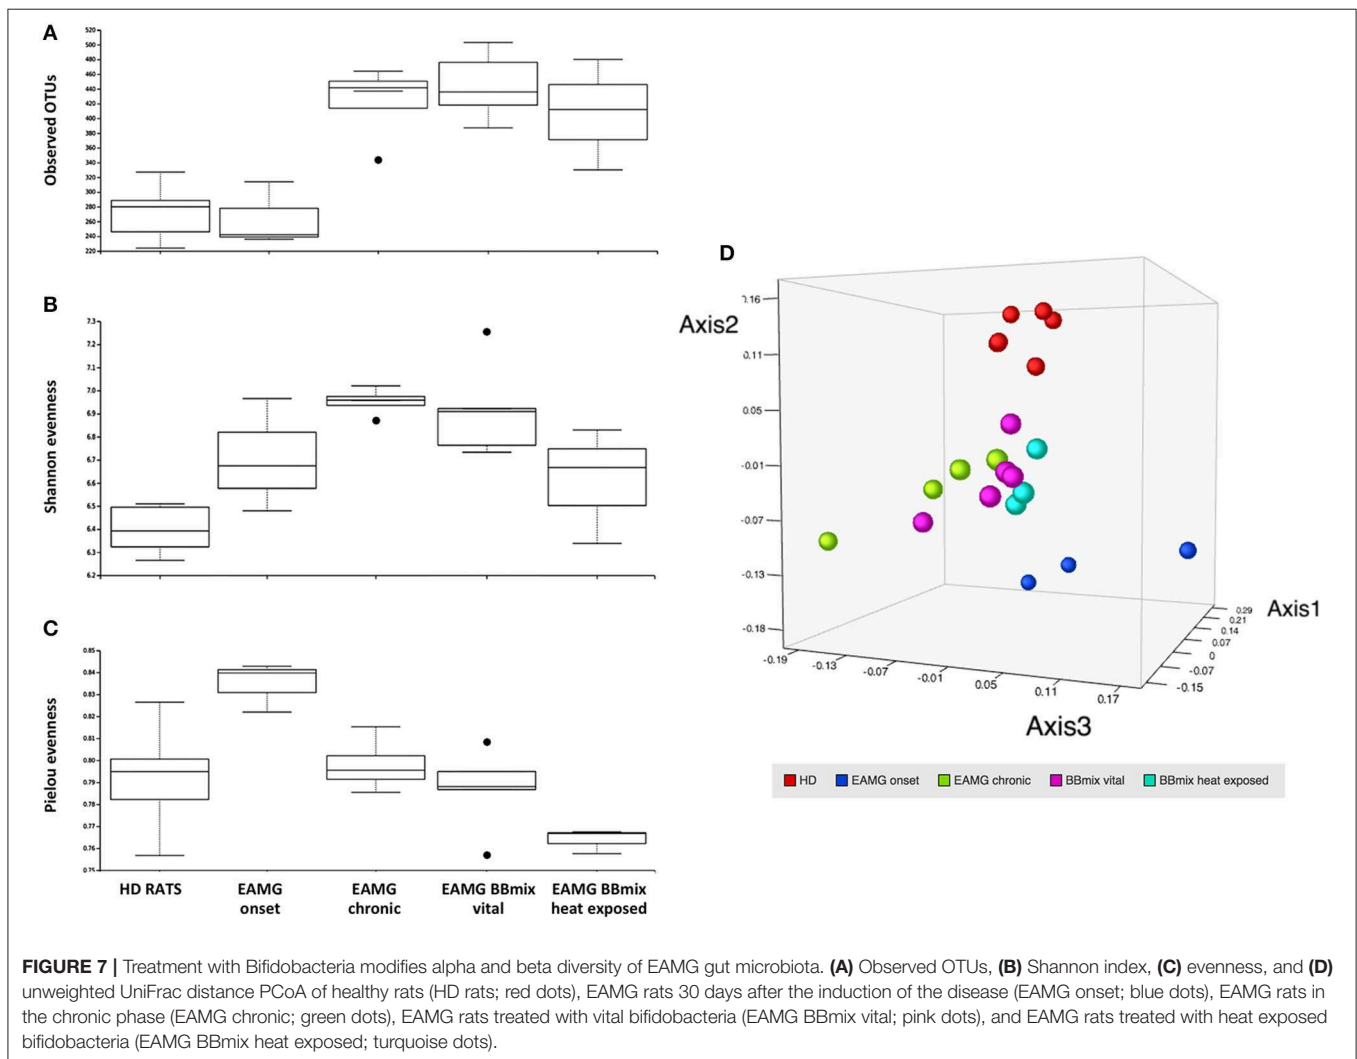 A
Observed OTUs
520
500
480
460
440
420
400
380
360
340
320
300
280
260
240
220
B
Shannon evenness
7.3
7.2
7.1
7.0
6.9
6.8
6.7
6.6
6.5
6.4
6.3
6.2
C
Pielou evenness
0.85
0.84
0.83
0.82
0.81
0.80
0.79
0.78
0.77
0.76
0.75
HD RATS
EAMG
onset
EAMG
chronic
EAMG BBmix
vital
EAMG BBmix
heat exposed
D
Axis2
0.11
0.05
-0.01
-0.07
-0.13
-0.18
-0.19
-0.13
-0.07
-0.01
0.05
0.11
0.17
Axis3
0.29
0.21
0.14
0.07
0
-0.07
-0.15
Axis1
HD EAMG onset EAMG chronic BBmix vital BBmix heat exposed
FIGURE 7 | Treatment with Bifidobacteria modifies alpha and beta diversity of EAMG gut microbiota. (A) Observed OTUs, (B) Shannon index, (C) evenness, and (D)
unweighted UniFrac distance PCoA of healthy rats (HD rats; red dots), EAMG rats 30 days after the induction of the disease (EAMG onset; blue dots), EAMG rats in
the chronic phase (EAMG chronic; green dots), EAMG rats treated with vital bifidobacteria (EAMG BBmix vital; pink dots), and EAMG rats treated with heat exposed
bifidobacteria (EAMG BBmix heat exposed; turquoise dots).